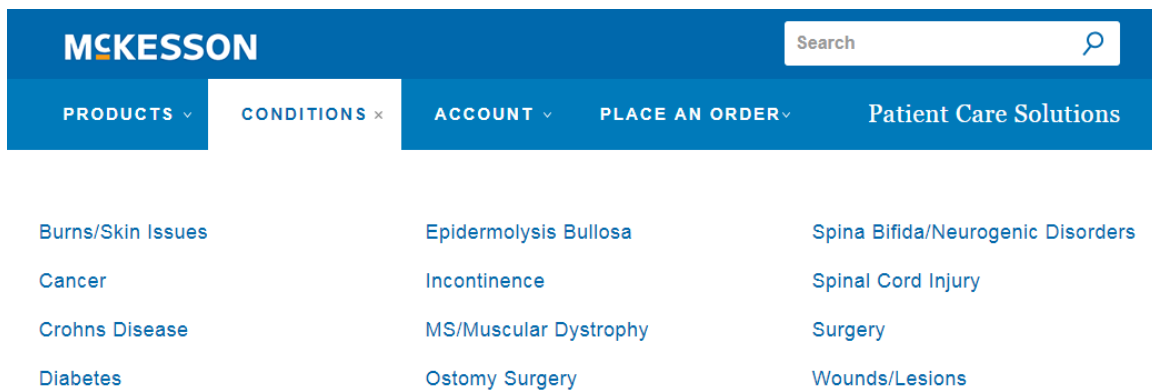 McKESSON
Search
PRODUCTS
CONDITIONS ×
ACCOUNT
PLACE AN ORDER
Patient Care Solutions
Burns/Skin Issues
Epidermolysis Bullosa
Spina Bifida/Neurogenic Disorders
Cancer
Incontinence
Spinal Cord Injury
Crohns Disease
MS/Muscular Dystrophy
Surgery
Diabetes
Ostomy Surgery
Wounds/Lesions